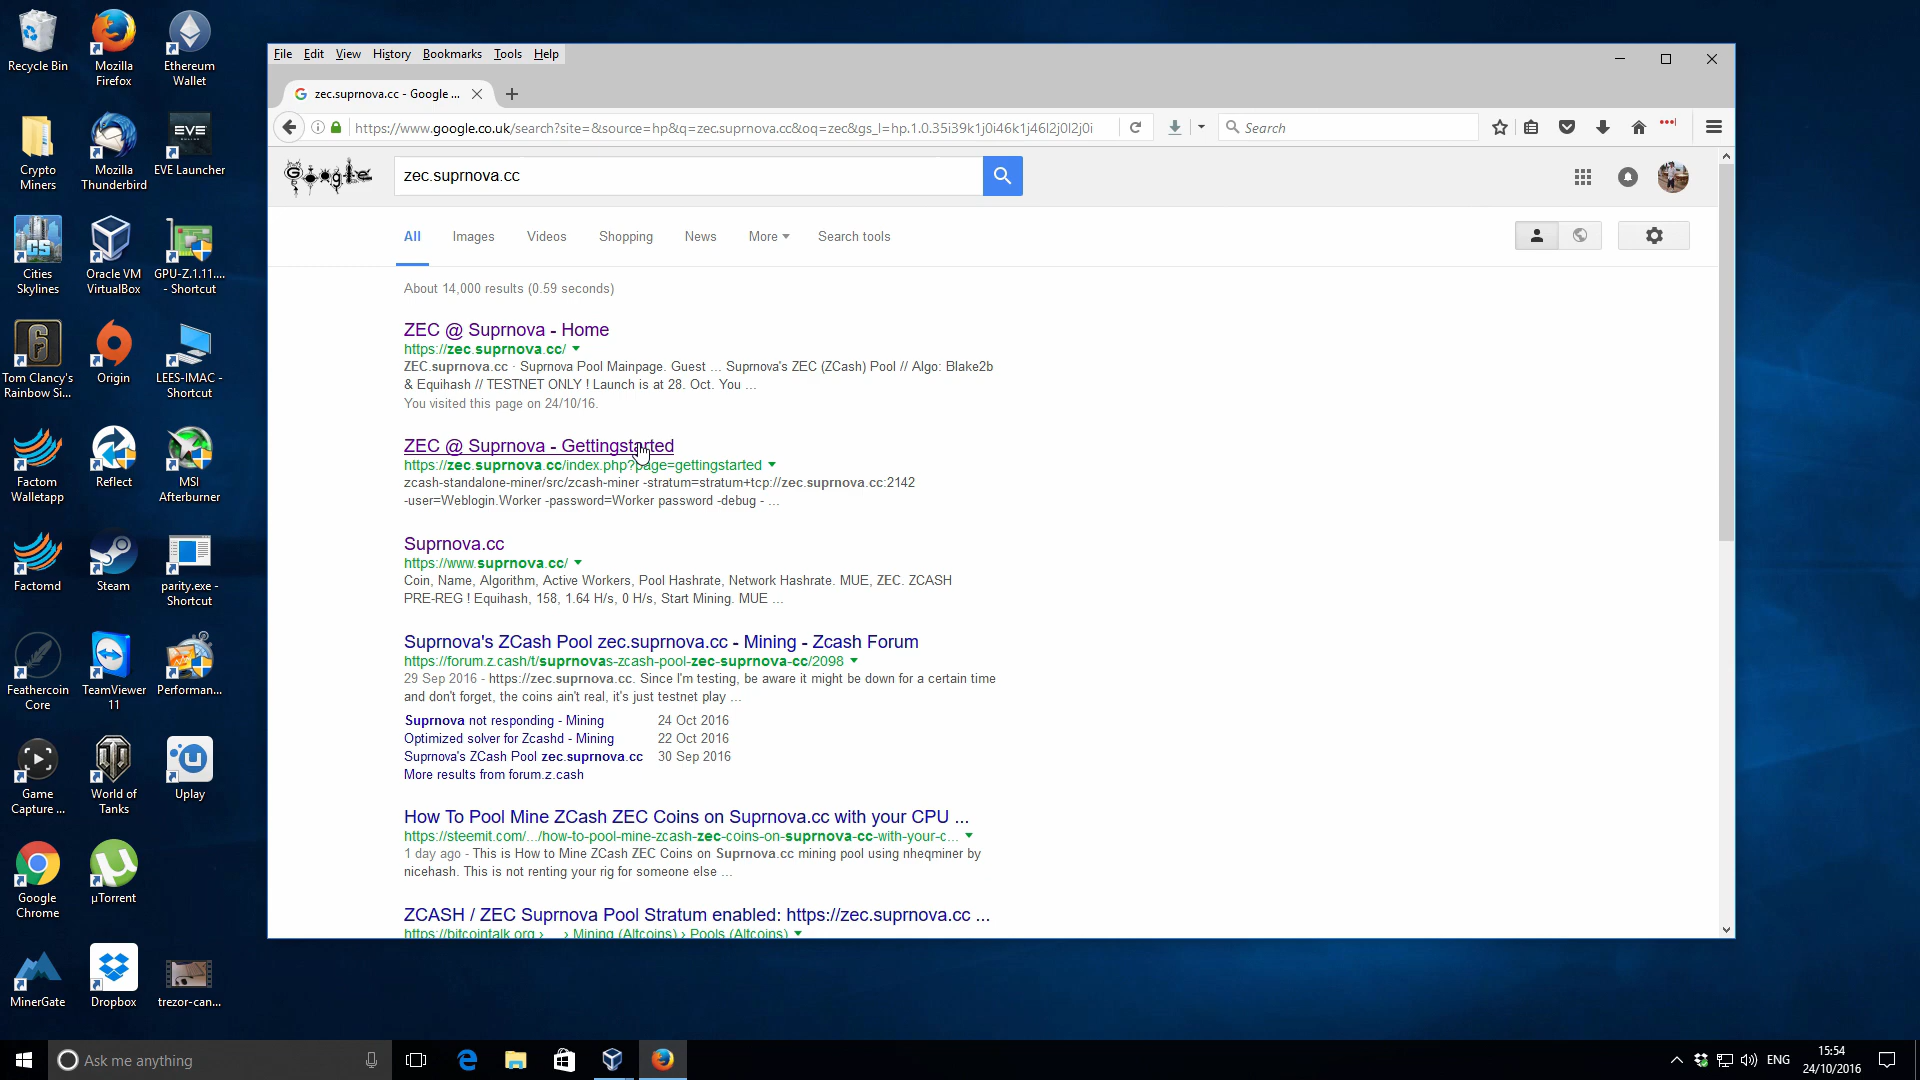 Recycle Bin
Mozilla Firefox
Ethereum Wallet
Crypto Miners
Mozilla Thunderbird
EVE
EVE Launcher
CS
Cities Skylines
Oracle VM VirtualBox
GPU-Z.1.11.... - Shortcut
6
Tom Clancy's Rainbow Si...
Origin
LEES-IMAC - Shortcut
Factom Walletapp
Reflect
MSI Afterburner
Factomd
Steam
parity.exe - Shortcut
Feathercoin Core
TeamViewer 11
Performan...
Game Capture ...
World of Tanks
Uplay
Google Chrome
µTorrent
MinerGate
Dropbox
trezor-can...
File Edit View History Bookmarks Tools Help
zec.suprnova.cc - Google ...
https://www.google.co.uk/search?site=&source=hp&q=zec.suprnova.cc&oq=zec&gs_l=hp.1.0.35i39k1j0i46k1j46l2j0l2j0i
Search
Google
zec.suprnova.cc
All Images Videos Shopping News More Search tools
About 14,000 results (0.59 seconds)
ZEC @ Suprnova - Home
https://zec.suprnova.cc/
ZEC.suprnova.cc · Suprnova Pool Mainpage. Guest ... Suprnova's ZEC (ZCash) Pool // Algo: Blake2b
& Equihash // TESTNET ONLY ! Launch is at 28. Oct. You ...
You visited this page on 24/10/16.
ZEC @ Suprnova - Gettingstarted
https://zec.suprnova.cc/index.php?page=gettingstarted
zcash-standalone-miner/src/zcash-miner -stratum=stratum+tcp://zec.suprnova.cc:2142
-user=Weblogin.Worker -password=Worker password -debug - ...
Suprnova.cc
https://www.suprnova.cc/
Coin, Name, Algorithm, Active Workers, Pool Hashrate, Network Hashrate. MUE, ZEC. ZCASH
PRE-REG ! Equihash, 158, 1.64 H/s, 0 H/s, Start Mining. MUE ...
Suprnova's ZCash Pool zec.suprnova.cc - Mining - Zcash Forum
https://forum.z.cash/t/suprnovas-zcash-pool-zec-suprnova-cc/2098
29 Sep 2016 - https://zec.suprnova.cc. Since I'm testing, be aware it might be down for a certain time
and don't forget, the coins ain't real, it's just testnet play ...
Suprnova not responding - Mining 24 Oct 2016
Optimized solver for Zcashd - Mining 22 Oct 2016
Suprnova's ZCash Pool zec.suprnova.cc 30 Sep 2016
More results from forum.z.cash
How To Pool Mine ZCash ZEC Coins on Suprnova.cc with your CPU ...
https://steemit.com/.../how-to-pool-mine-zcash-zec-coins-on-suprnova-cc-with-your-c...
1 day ago - This is How to Mine ZCash ZEC Coins on Suprnova.cc mining pool using nheqminer by
nicehash. This is not renting your rig for someone else ...
ZCASH / ZEC Suprnova Pool Stratum enabled: https://zec.suprnova.cc ...
https://bitcointalk.org › ... › Mining (Altcoins) › Pools (Altcoins)
Ask me anything
ENG
15:54
24/10/2016